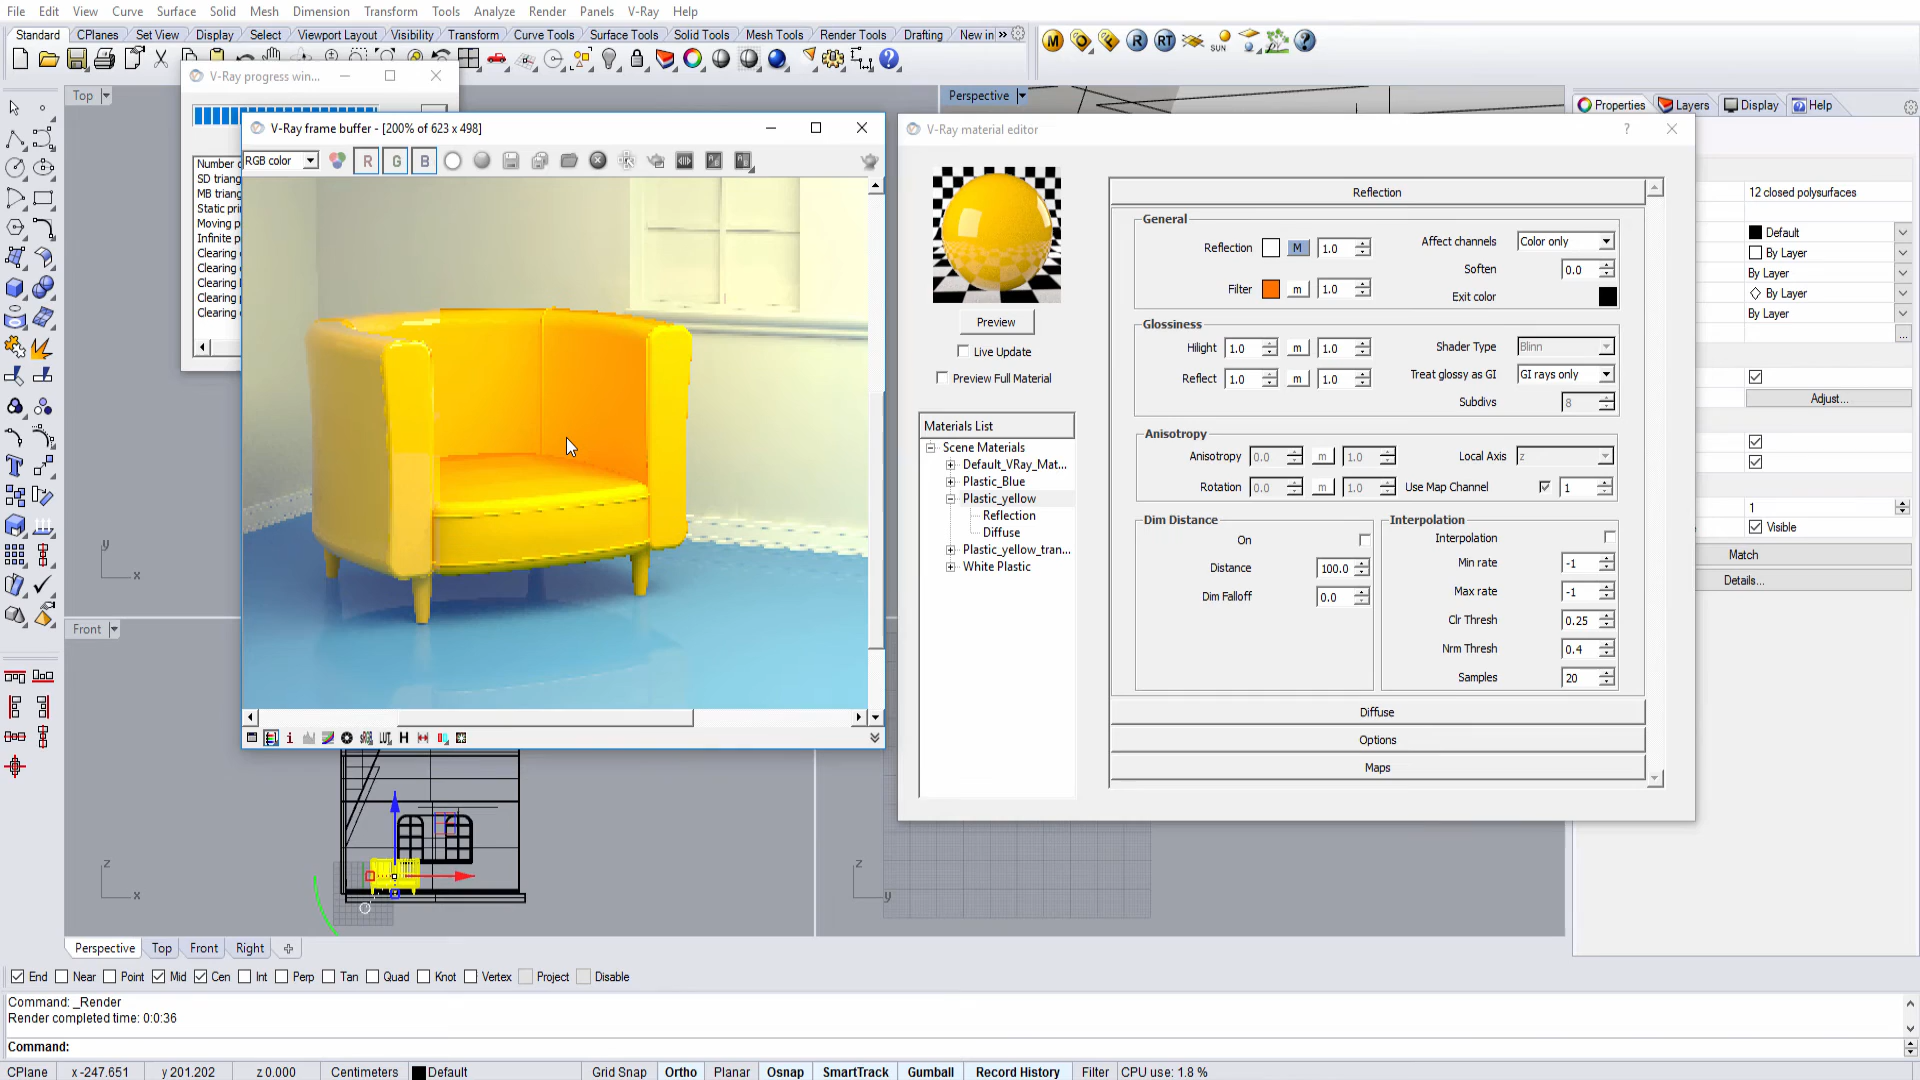 File Edit View Curve Surface Solid Mesh Dimension Transform Tools Analyze Render Panels V-Ray Help
Standard CPlanes Set View Display Select Viewport Layout Visibility Transform Curve Tools Surface Tools Solid Tools Mesh Tools Render Tools Drafting New in »
M R RT SUN
Top
V-Ray progress win...
Perspective
Properties Layers Display Help
V-Ray frame buffer - [200% of 623 x 498]
V-Ray material editor
RGB color
R G B
Number c
SD triang
MB triang
Static pri
Moving p
Infinite p
Clearing
Clearing
Clearing
Clearing
Clearing
Reflection
General
Reflection M 1.0
Affect channels Color only
Soften 0.0
Filter m 1.0
Exit color
Preview
Live Update
Preview Full Material
Glossiness
Hilight 1.0 m 1.0
Shader Type Blinn
Reflect 1.0 m 1.0
Treat glossy as GI GI rays only
Subdivs 8
Materials List
Scene Materials
Default_VRay_Mat...
Plastic_Blue
Plastic_yellow
Reflection
Diffuse
Plastic_yellow_tran...
White Plastic
Anisotropy
Anisotropy 0.0 m 1.0
Local Axis z
Rotation 0.0 m 1.0
Use Map Channel 1
Dim Distance
On
Distance 100.0
Dim Falloff 0.0
Interpolation
Interpolation
Min rate -1
Max rate -1
Clr Thresh 0.25
Nrm Thresh 0.4
Samples 20
Diffuse
Options
Maps
12 closed polysurfaces
Default
By Layer
By Layer
By Layer
By Layer
...
Adjust...
1
Visible
Match
Details...
y
x
Front
z
x
z
y
Perspective Top Front Right
End Near Point Mid Cen Int Perp Tan Quad Knot Vertex Project Disable
Command: _Render
Render completed time: 0:0:36
Command:
CPlane x -247.651 y 201.202 z 0.000 Centimeters Default Grid Snap Ortho Planar Osnap SmartTrack Gumball Record History Filter CPU use: 1.8 %